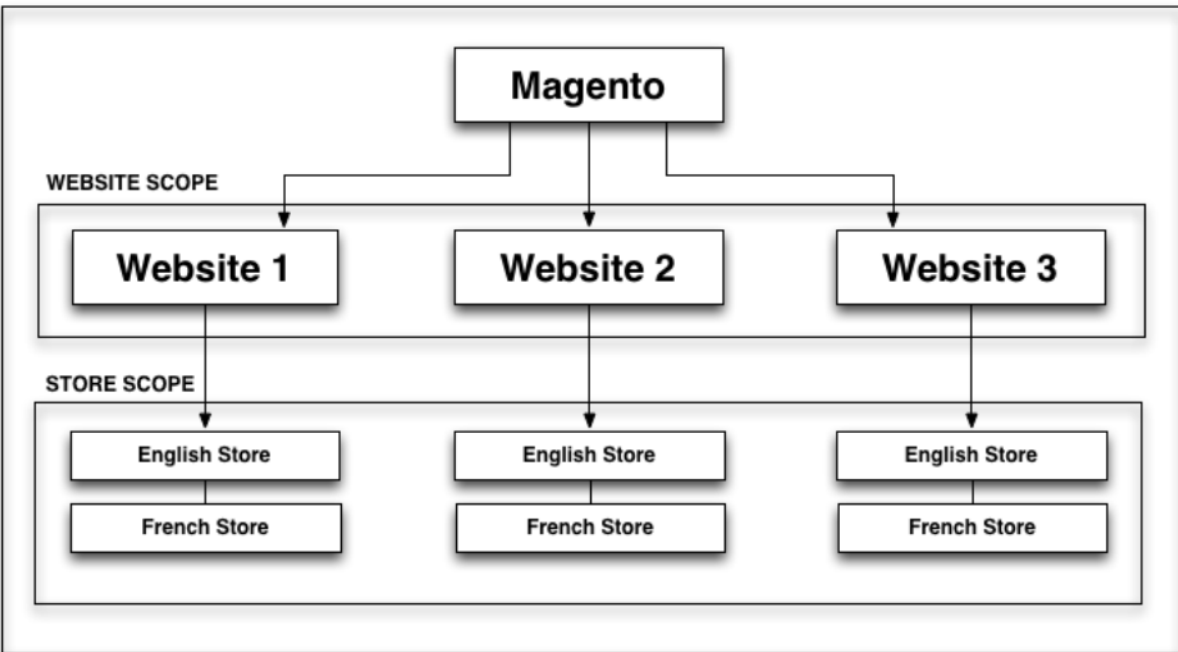 Magento
WEBSITE SCOPE
Website 1
Website 2
Website 3
STORE SCOPE
English Store
English Store
English Store
French Store
French Store
French Store